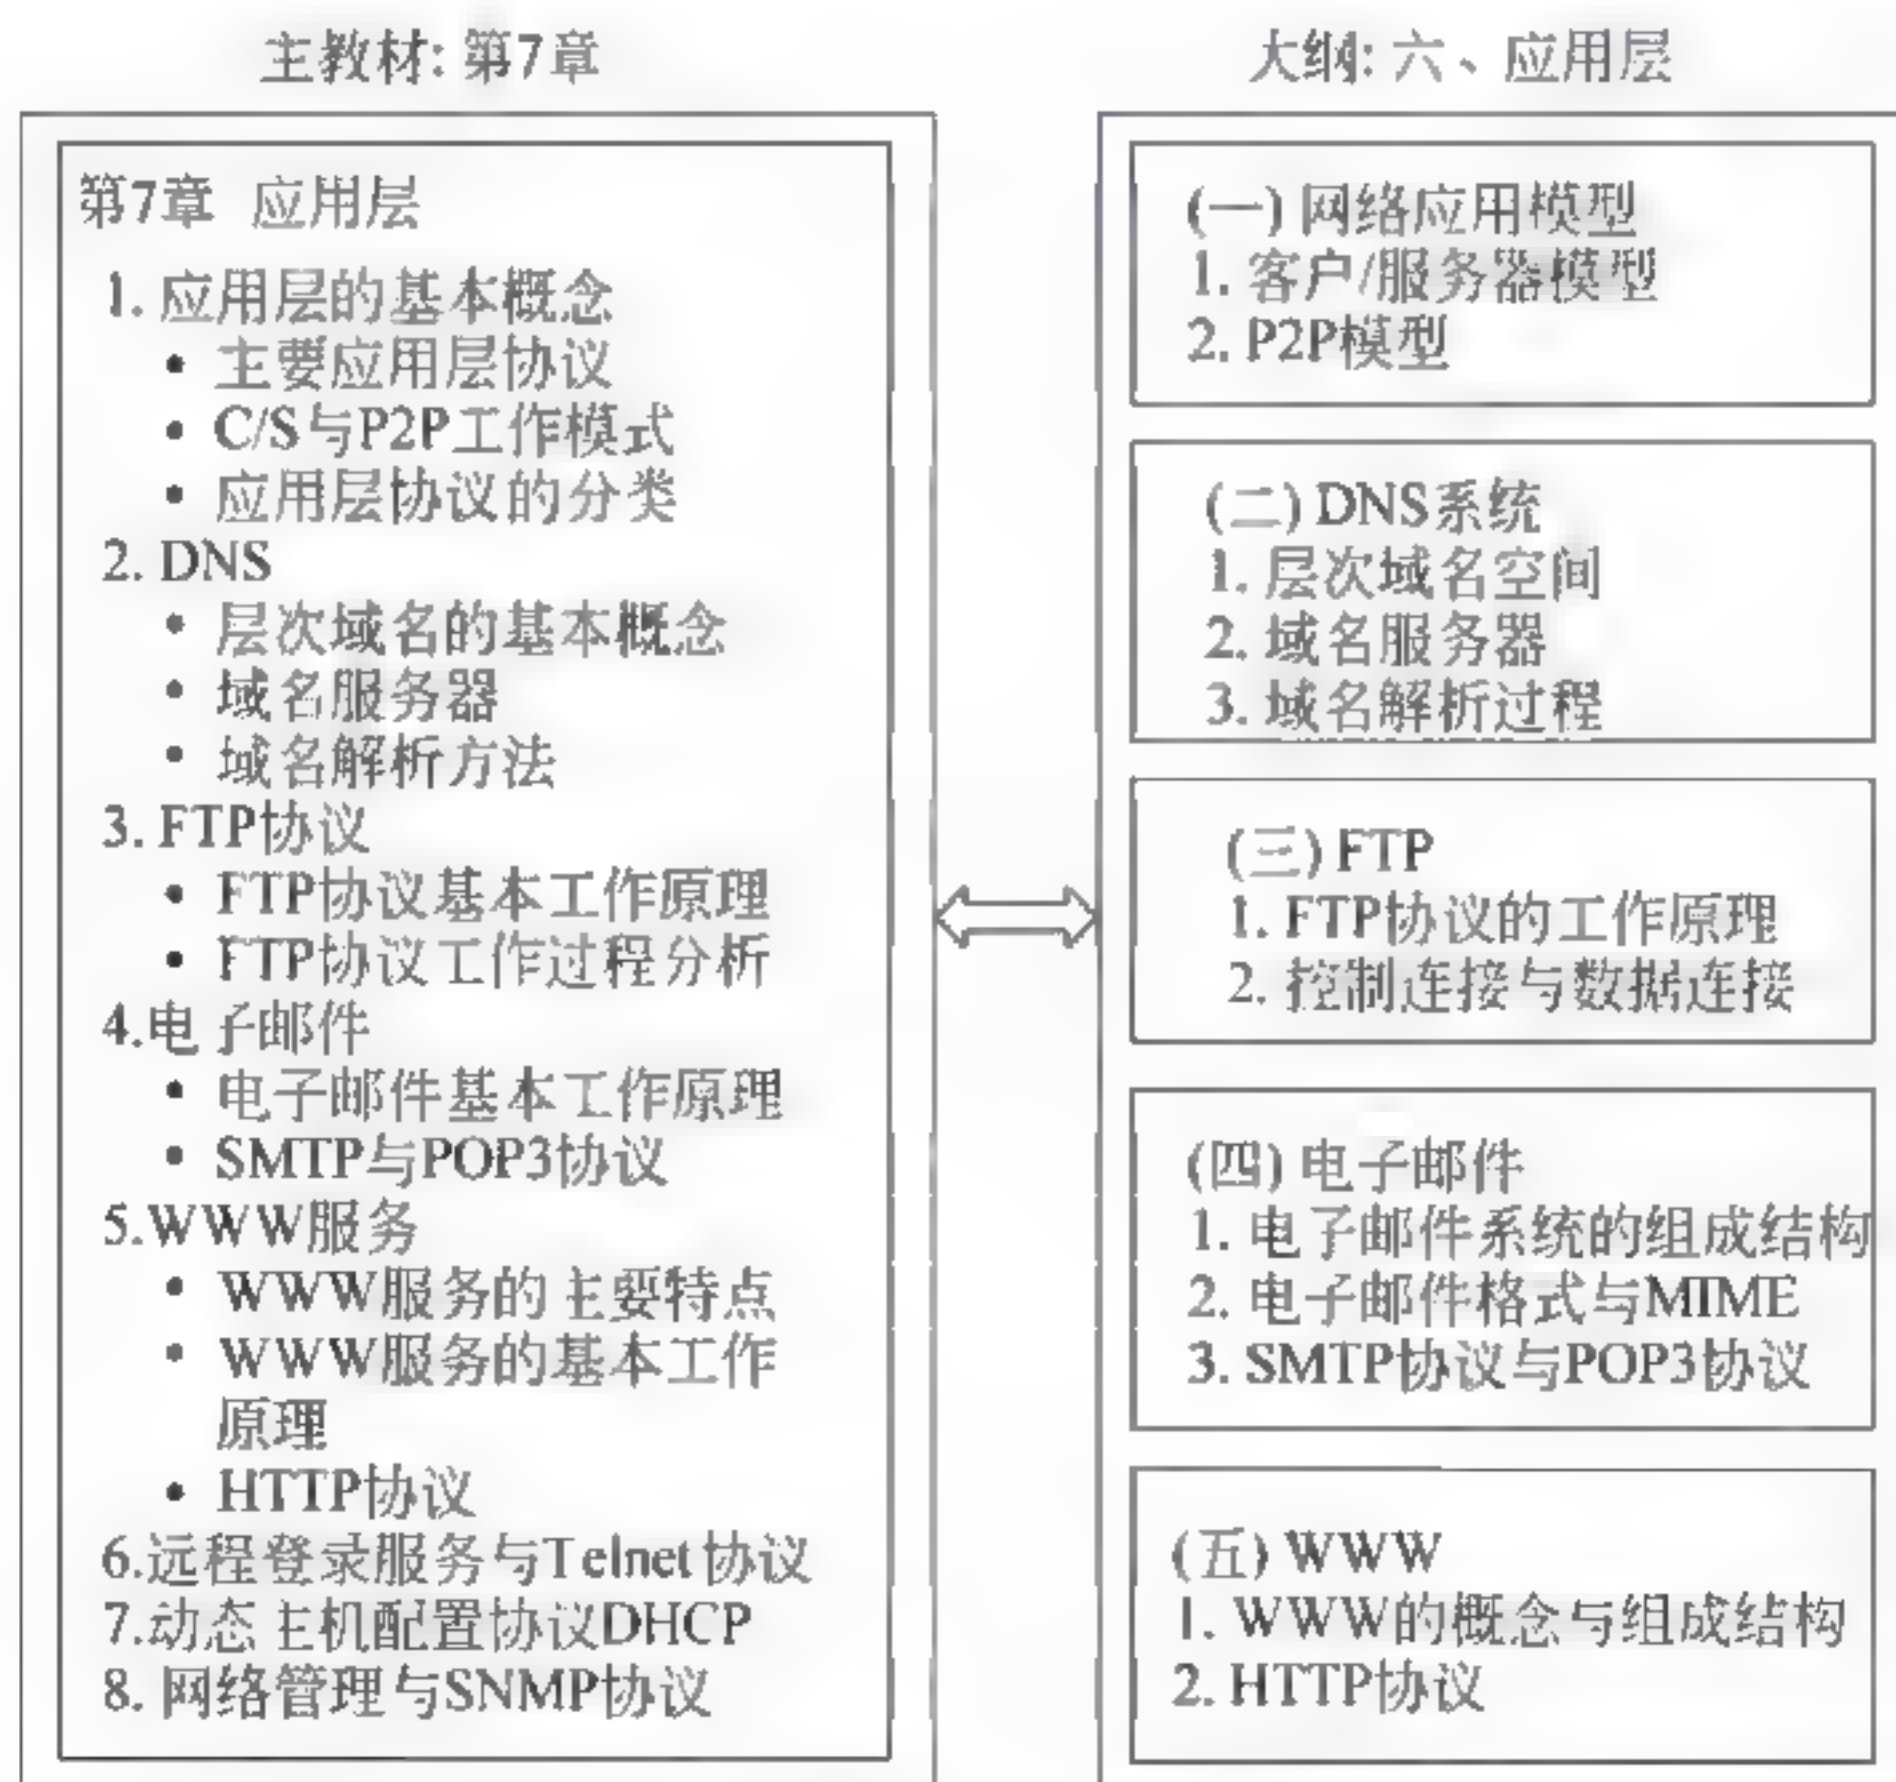 主教材: 第7章
第7章 应用层
1. 应用层的基本概念
• 主要应用层协议
• C/S与P2P工作模式
• 应用层协议的分类
2. DNS
• 层次域名的基本概念
• 域名服务器
• 域名解析方法
3. FTP协议
• FTP协议基本工作原理
• FTP协议工作过程分析
4.电子邮件
• 电子邮件基本工作原理
• SMTP与POP3协议
5.WWW服务
• WWW服务的主要特点
• WWW服务的基本工作
原理
• HTTP协议
6.远程登录服务与Telnet协议
7.动态主机配置协议DHCP
8. 网络管理与SNMP协议
大纲: 六、应用层
(一) 网络应用模型
1. 客户/服务器模型
2. P2P模型
(二) DNS系统
1. 层次域名空间
2. 域名服务器
3. 域名解析过程
(三) FTP
1. FTP协议的工作原理
2. 控制连接与数据连接
(四) 电子邮件
1. 电子邮件系统的组成结构
2. 电子邮件格式与MIME
3. SMTP协议与POP3协议
(五) WWW
1. WWW的概念与组成结构
2. HTTP协议